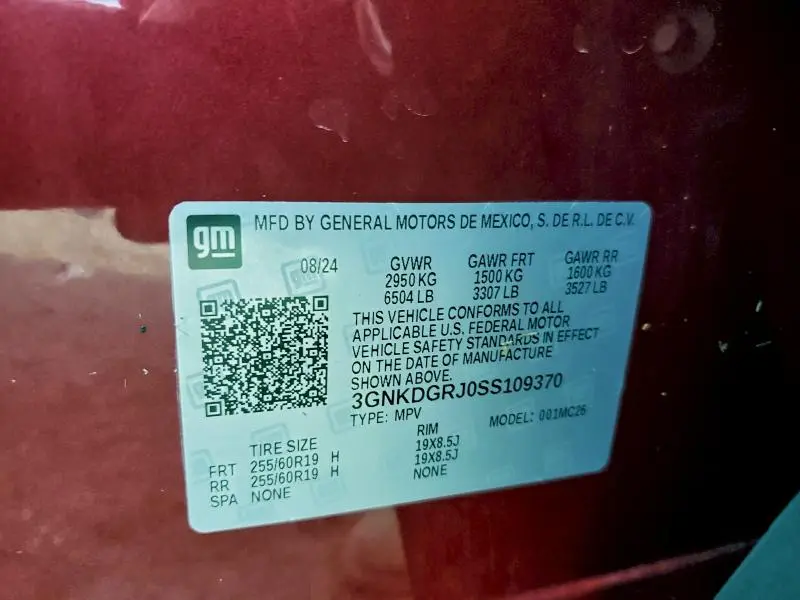 gm
MFD BY GENERAL MOTORS DE MEXICO, S. DE R.L. DE C.V.
08/24 GVWR GAWR FRT GAWR RR
2950 KG 1500 KG 1600 KG
6504 LB 3307 LB 3527 LB
THIS VEHICLE CONFORMS TO ALL
APPLICABLE U.S. FEDERAL MOTOR
VEHICLE SAFETY STANDARDS IN EFFECT
ON THE DATE OF MANUFACTURE
SHOWN ABOVE.
3GNKDGRJ0SS109370
TYPE: MPV MODEL: 001MC26
TIRE SIZE RIM
FRT 255/60R19 H 19X8.5J
RR 255/60R19 H 19X8.5J
SPA NONE NONE